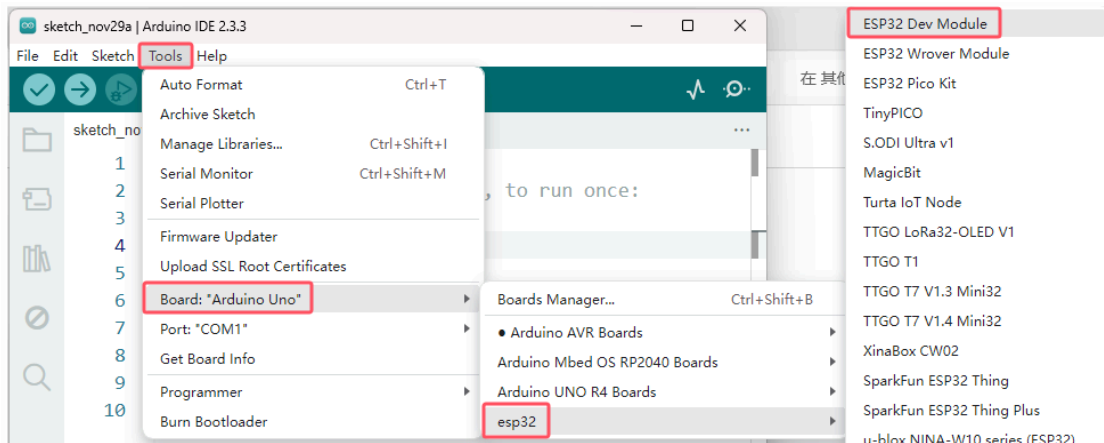 sketch_nov29a | Arduino IDE 2.3.3
File Edit Sketch Tools Help
sketch_no
1
2 , to run once:
3
4
5
6
7
8
9
10
Auto Format Ctrl+T
Archive Sketch
Manage Libraries... Ctrl+Shift+I
Serial Monitor Ctrl+Shift+M
Serial Plotter
Firmware Updater
Upload SSL Root Certificates
Board: "Arduino Uno"
Port: "COM1"
Get Board Info
Programmer
Burn Bootloader
Boards Manager... Ctrl+Shift+B
● Arduino AVR Boards
Arduino Mbed OS RP2040 Boards
Arduino UNO R4 Boards
esp32
在 其他
ESP32 Dev Module
ESP32 Wrover Module
ESP32 Pico Kit
TinyPICO
S.ODI Ultra v1
MagicBit
Turta IoT Node
TTGO LoRa32-OLED V1
TTGO T1
TTGO T7 V1.3 Mini32
TTGO T7 V1.4 Mini32
XinaBox CW02
SparkFun ESP32 Thing
SparkFun ESP32 Thing Plus
u-blox NINA-W10 series (ESP32)